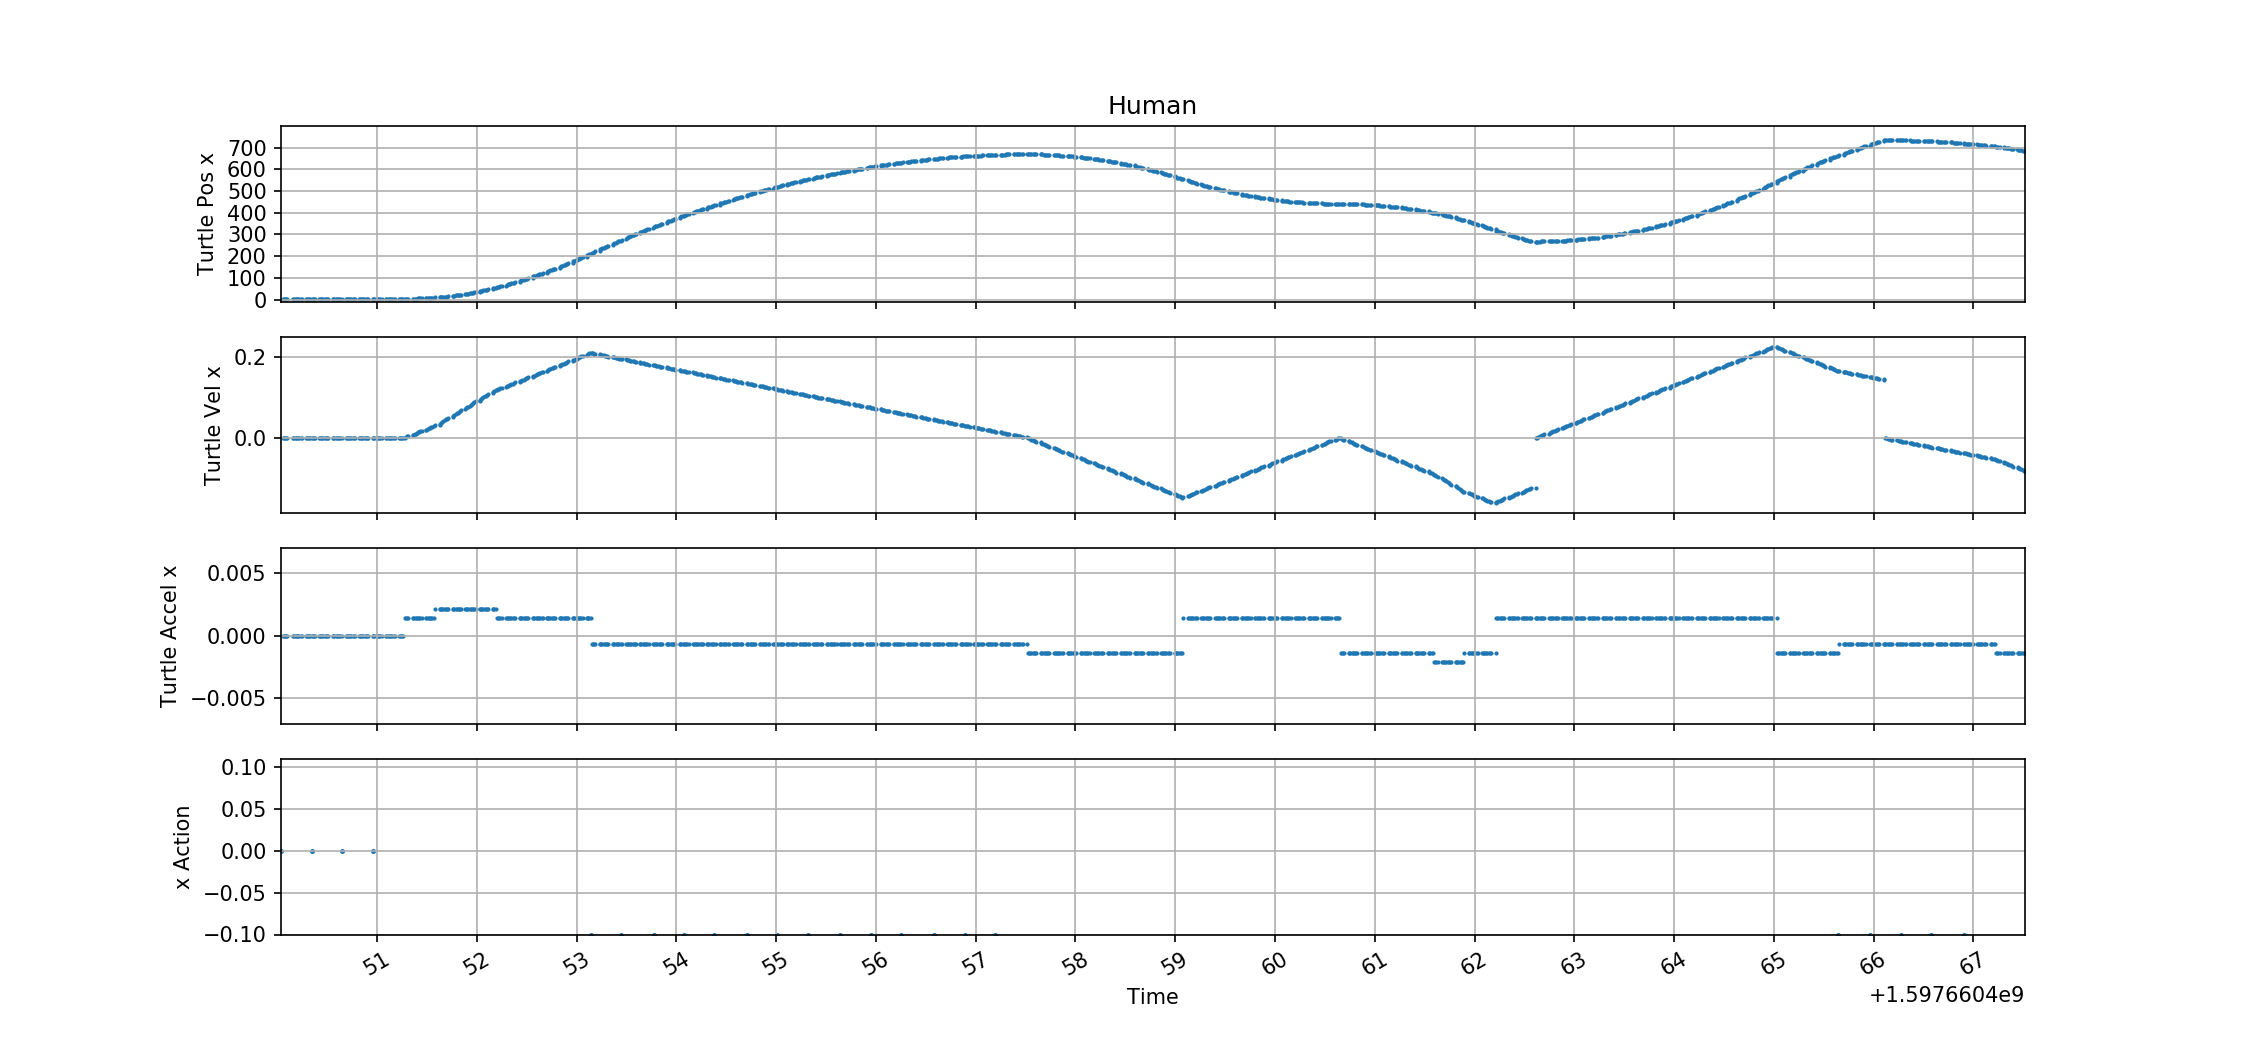 Human
Turtle Pos x
700
600
500
400
300
200
100
0
Turtle Vel x
0.2
0.0
Turtle Accel x
0.005
0.000
−0.005
x Action
0.10
0.05
0.00
−0.05
−0.10
51 52 53 54 55 56 57 58 59 60 61 62 63 64 65 66 67
Time
+1.5976604e9